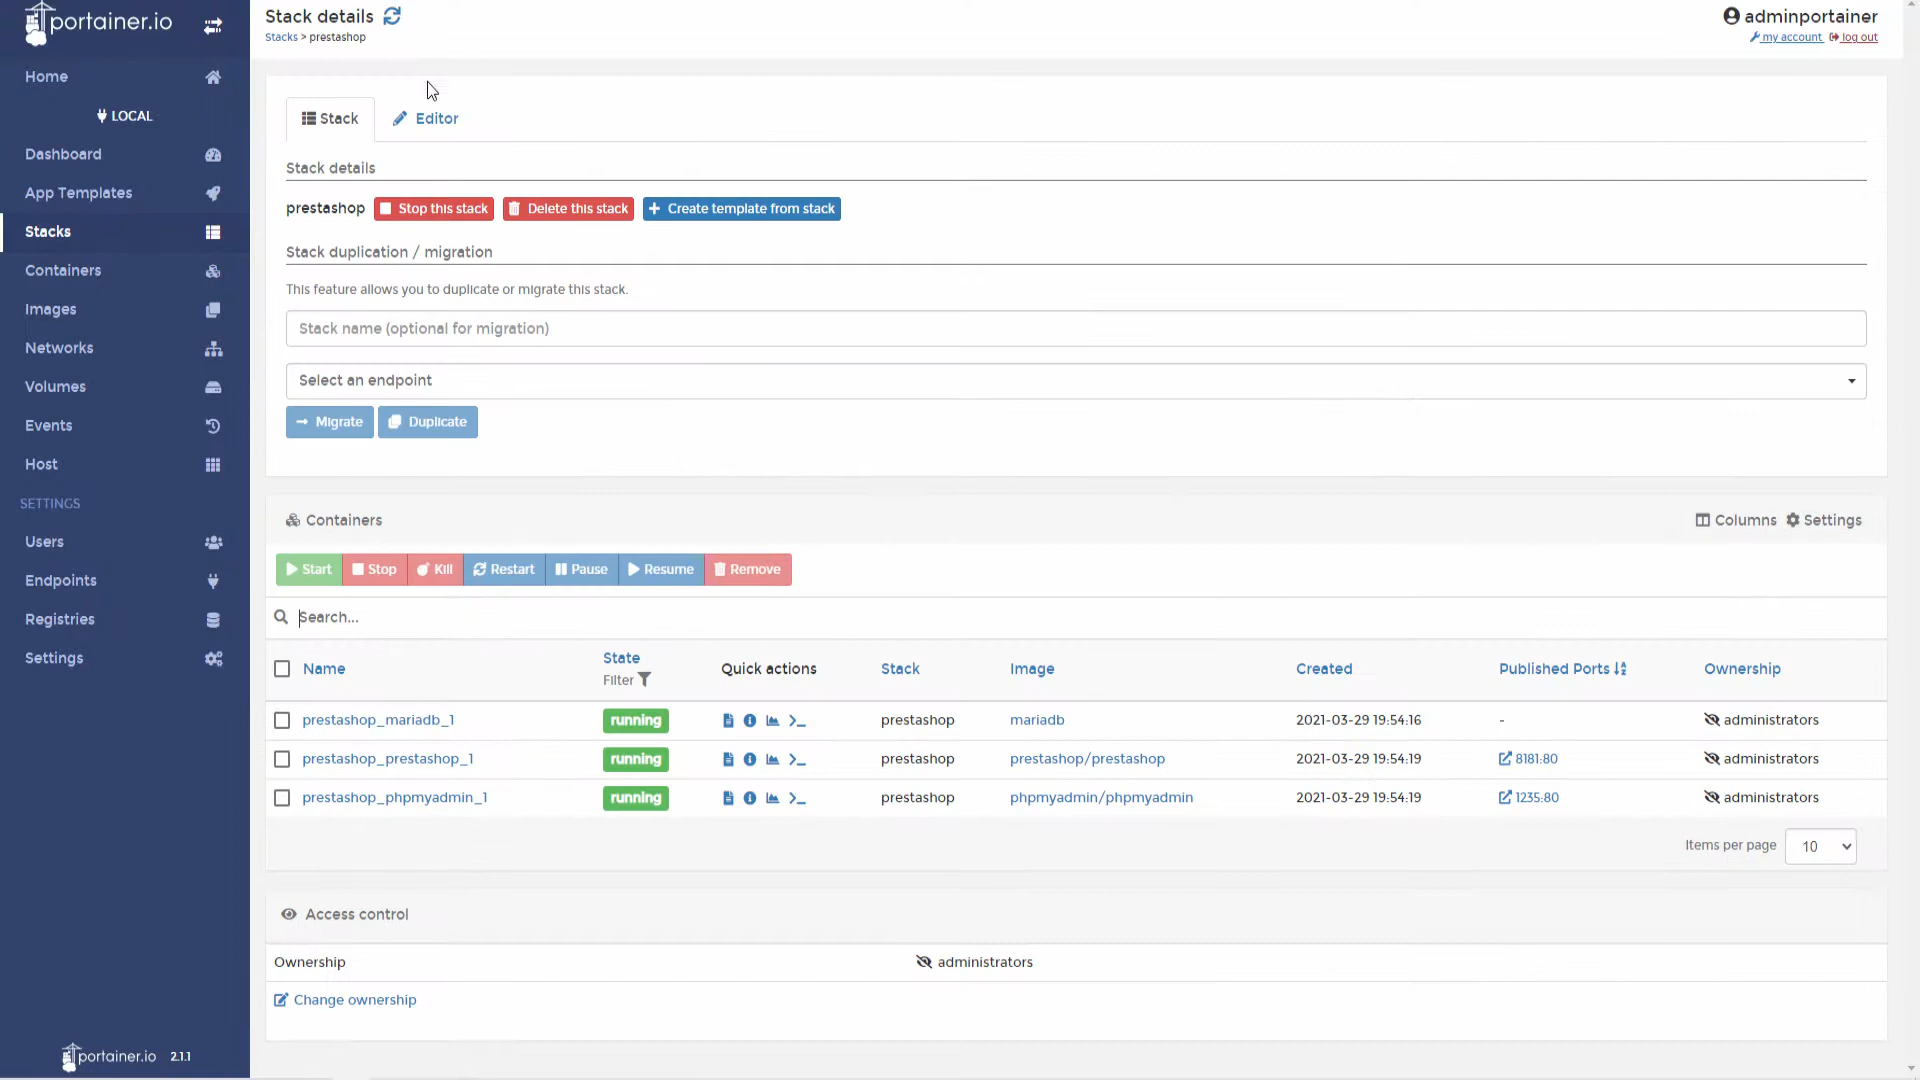 portainer.io
Home
LOCAL
Dashboard
App Templates
Stacks
Containers
Images
Networks
Volumes
Events
Host
SETTINGS
Users
Endpoints
Registries
Settings
portainer.io 2.1.1
Stack details
Stacks > prestashop
adminportainer
my account log out
Stack Editor
Stack details
prestashop Stop this stack Delete this stack Create template from stack
Stack duplication / migration
This feature allows you to duplicate or migrate this stack.
Stack name (optional for migration)
Select an endpoint
Migrate Duplicate
Containers Columns Settings
Start Stop Kill Restart Pause Resume Remove
Search...
Name State Filter Quick actions Stack Image Created Published Ports Ownership
prestashop_mariadb_1 running prestashop mariadb 2021-03-29 19:54:16 - administrators
prestashop_prestashop_1 running prestashop prestashop/prestashop 2021-03-29 19:54:19 8181:80 administrators
prestashop_phpmyadmin_1 running prestashop phpmyadmin/phpmyadmin 2021-03-29 19:54:19 1235:80 administrators
Items per page 10
Access control
Ownership administrators
Change ownership